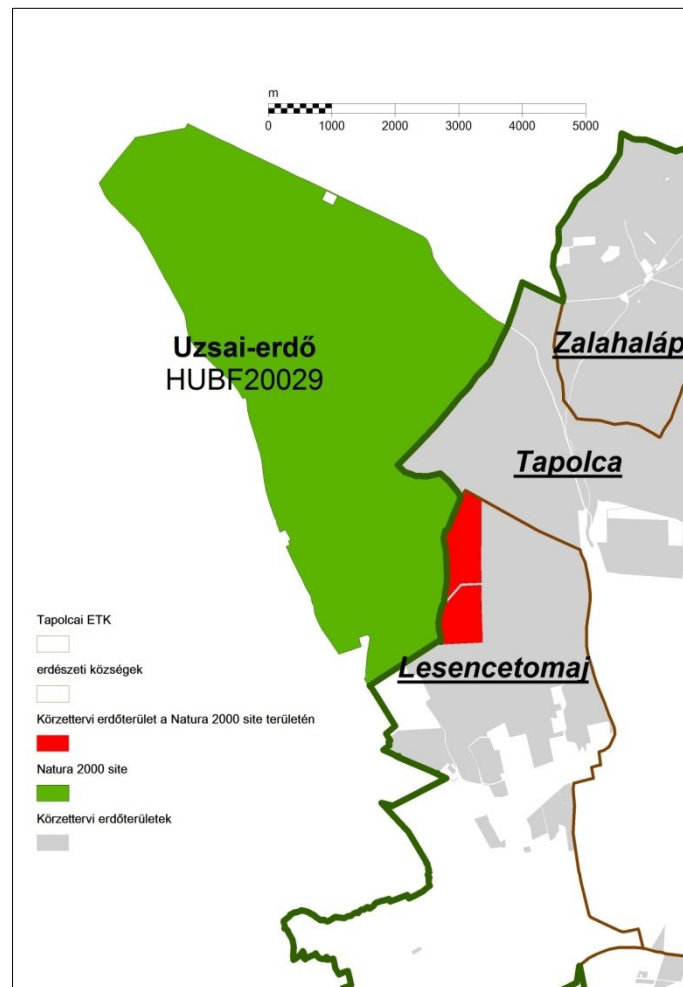 m
0 1000 2000 3000 4000 5000
Uzsai-erdő
HUBF20029
Zalahaláp
Tapolca
Lesencetomaj
Tapolcai ETK
erdészeti községek
Körzettervi erdőterület a Natura 2000 site területén
Natura 2000 site
Körzettervi erdőterületek